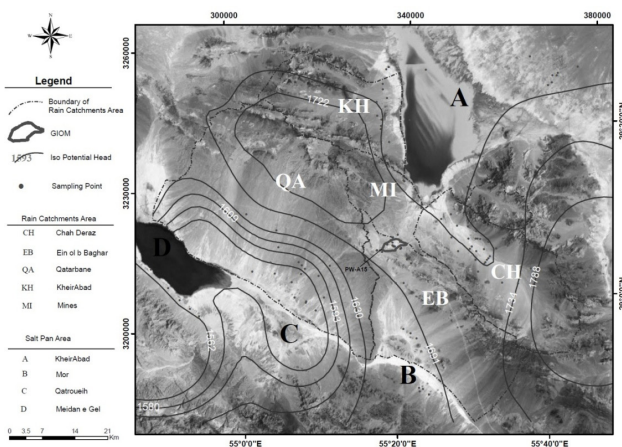 300000 340000 380000
N
W E
S
3260000
3230000
3200000
Legend
Boundary of
Rain Catchments Area
GIOM
1593 Iso Potential Head
Sampling Point
Rain Catchments Area
CH Chah Deraz
EB Ein ol b Baghar
QA Qatarbane
KH KheirAbad
MI Mines
Salt Pan Area
A KheirAbad
B Mor
C Qatroueih
D Meidan e Gel
0 3.5 7 14 21
Km
A
KH
1722
QA
MI
D
PW-A15
CH
EB
1788
1630
C
B
1580
55°0'0"E 55°20'0"E 55°40'0"E